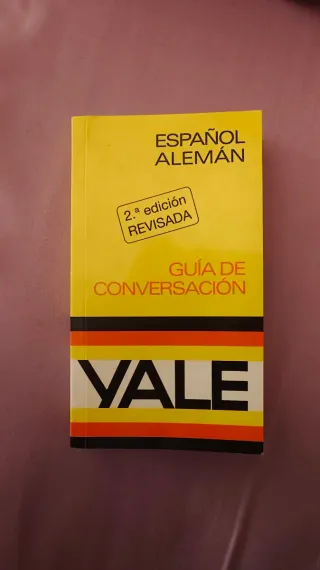 ESPAÑOL
ALEMÁN
2.ª edición
REVISADA
GUÍA DE
CONVERSACIÓN
YALE